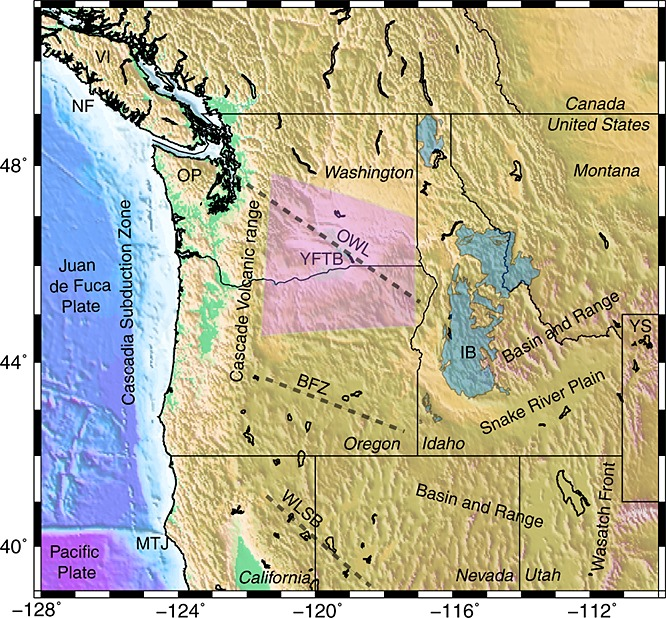 VI
NF
Canada
United States
48°
OP
Washington
Montana
OWL
YFTB
Cascadia Subduction Zone
Cascade Volcanic range
Juan
de Fuca
Plate
YS
IB
Basin and Range
44°
BFZ
Snake River Plain
Oregon
Idaho
WLSB
Basin and Range
Wasatch Front
40°
MTJ
Pacific
Plate
California
Nevada
Utah
−128°
−124°
−120°
−116°
−112°